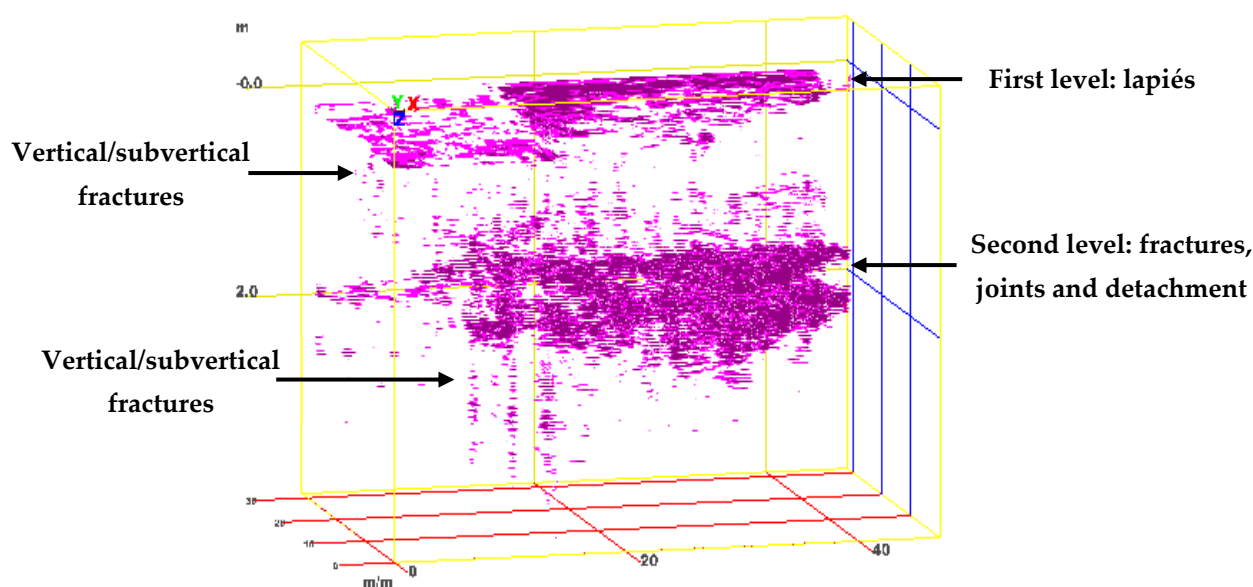 m
-0.0
Y X
Z
First level: lapiés
Vertical/subvertical
fractures
Second level: fractures,
joints and detachment
2.0
Vertical/subvertical
fractures
30
20
10
0
m/m
0
20
40